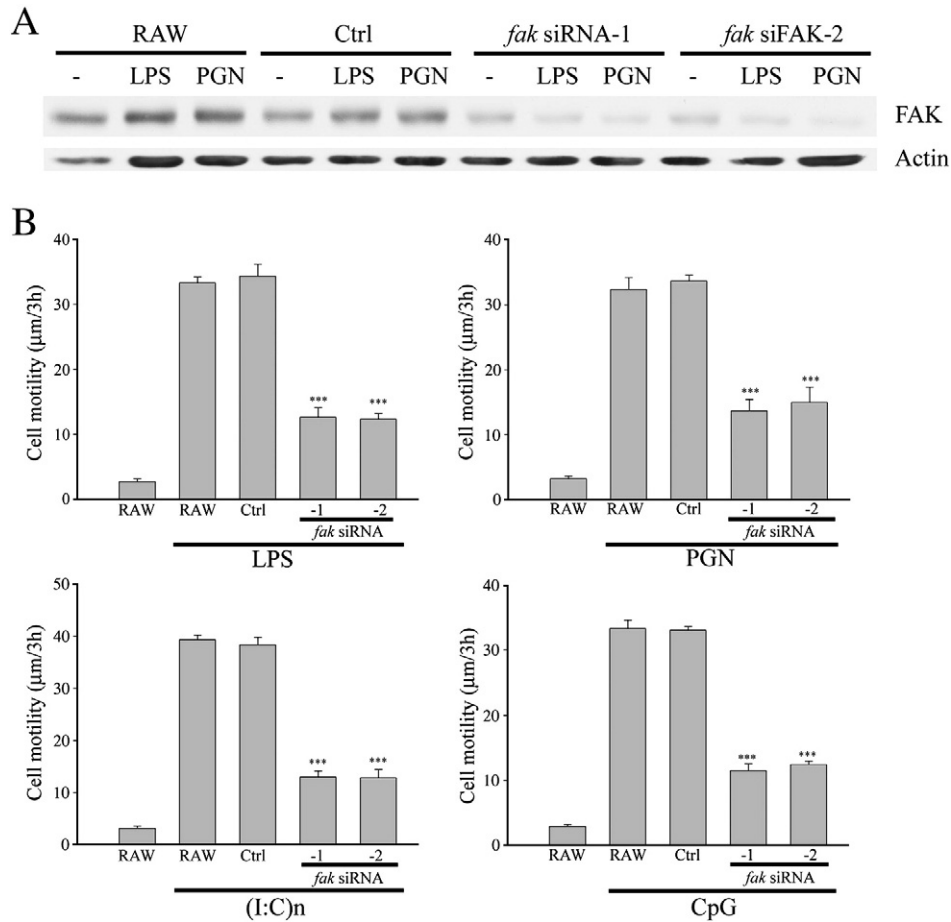 A
RAW Ctrl fak siRNA-1 fak siFAK-2
- LPS PGN - LPS PGN - LPS PGN - LPS PGN
FAK
Actin
B
40
30
20
10
0
Cell motility (μm/3h)
*** ***
RAW RAW Ctrl -1 -2
fak siRNA
LPS
40
30
20
10
0
Cell motility (μm/3h)
*** ***
RAW RAW Ctrl -1 -2
fak siRNA
PGN
50
40
30
20
10
0
Cell motility (μm/3h)
*** ***
RAW RAW Ctrl -1 -2
fak siRNA
(I:C)n
40
30
20
10
0
Cell motility (μm/3h)
*** ***
RAW RAW Ctrl -1 -2
fak siRNA
CpG